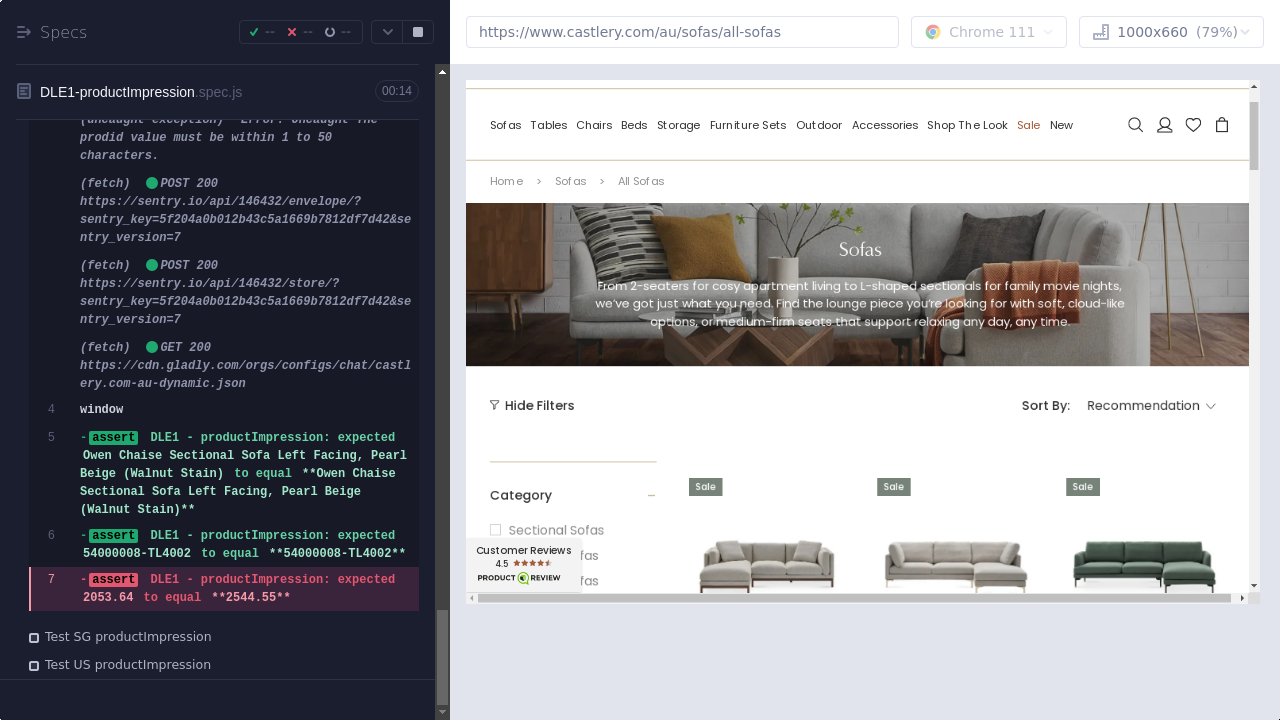 Specs
-- -- --
DLE1-productImpression.spec.js 00:14
(uncaught exception) Error: Uncaught The
prodid value must be within 1 to 50
characters.
(fetch) POST 200
https://sentry.io/api/146432/envelope/?
sentry_key=5f204a0b012b43c5a1669b7812df7d42&se
ntry_version=7
(fetch) POST 200
https://sentry.io/api/146432/store/?
sentry_key=5f204a0b012b43c5a1669b7812df7d42&se
ntry_version=7
(fetch) GET 200
https://cdn.gladly.com/orgs/configs/chat/castl
ery.com-au-dynamic.json
4 window
5 -assert DLE1 - productImpression: expected
Owen Chaise Sectional Sofa Left Facing, Pearl
Beige (Walnut Stain) to equal **Owen Chaise
Sectional Sofa Left Facing, Pearl Beige
(Walnut Stain)**
6 -assert DLE1 - productImpression: expected
54000008-TL4002 to equal **54000008-TL4002**
7 -assert DLE1 - productImpression: expected
2053.64 to equal **2544.55**
Test SG productImpression
Test US productImpression
https://www.castlery.com/au/sofas/all-sofas
Chrome 111
1000x660 (79%)
Sofas Tables Chairs Beds Storage Furniture Sets Outdoor Accessories Shop The Look Sale New
Home > Sofas > All Sofas
Sofas
From 2-seaters for cosy apartment living to L-shaped sectionals for family movie nights,
we've got just what you need. Find the lounge piece you're looking for with soft, cloud-like
options, or medium-firm seats that support relaxing any day, any time.
Hide Filters
Sort By: Recommendation
Category
Sale
Sale
Sale
Sectional Sofas
Customer Reviews
4.5
PRODUCT REVIEW